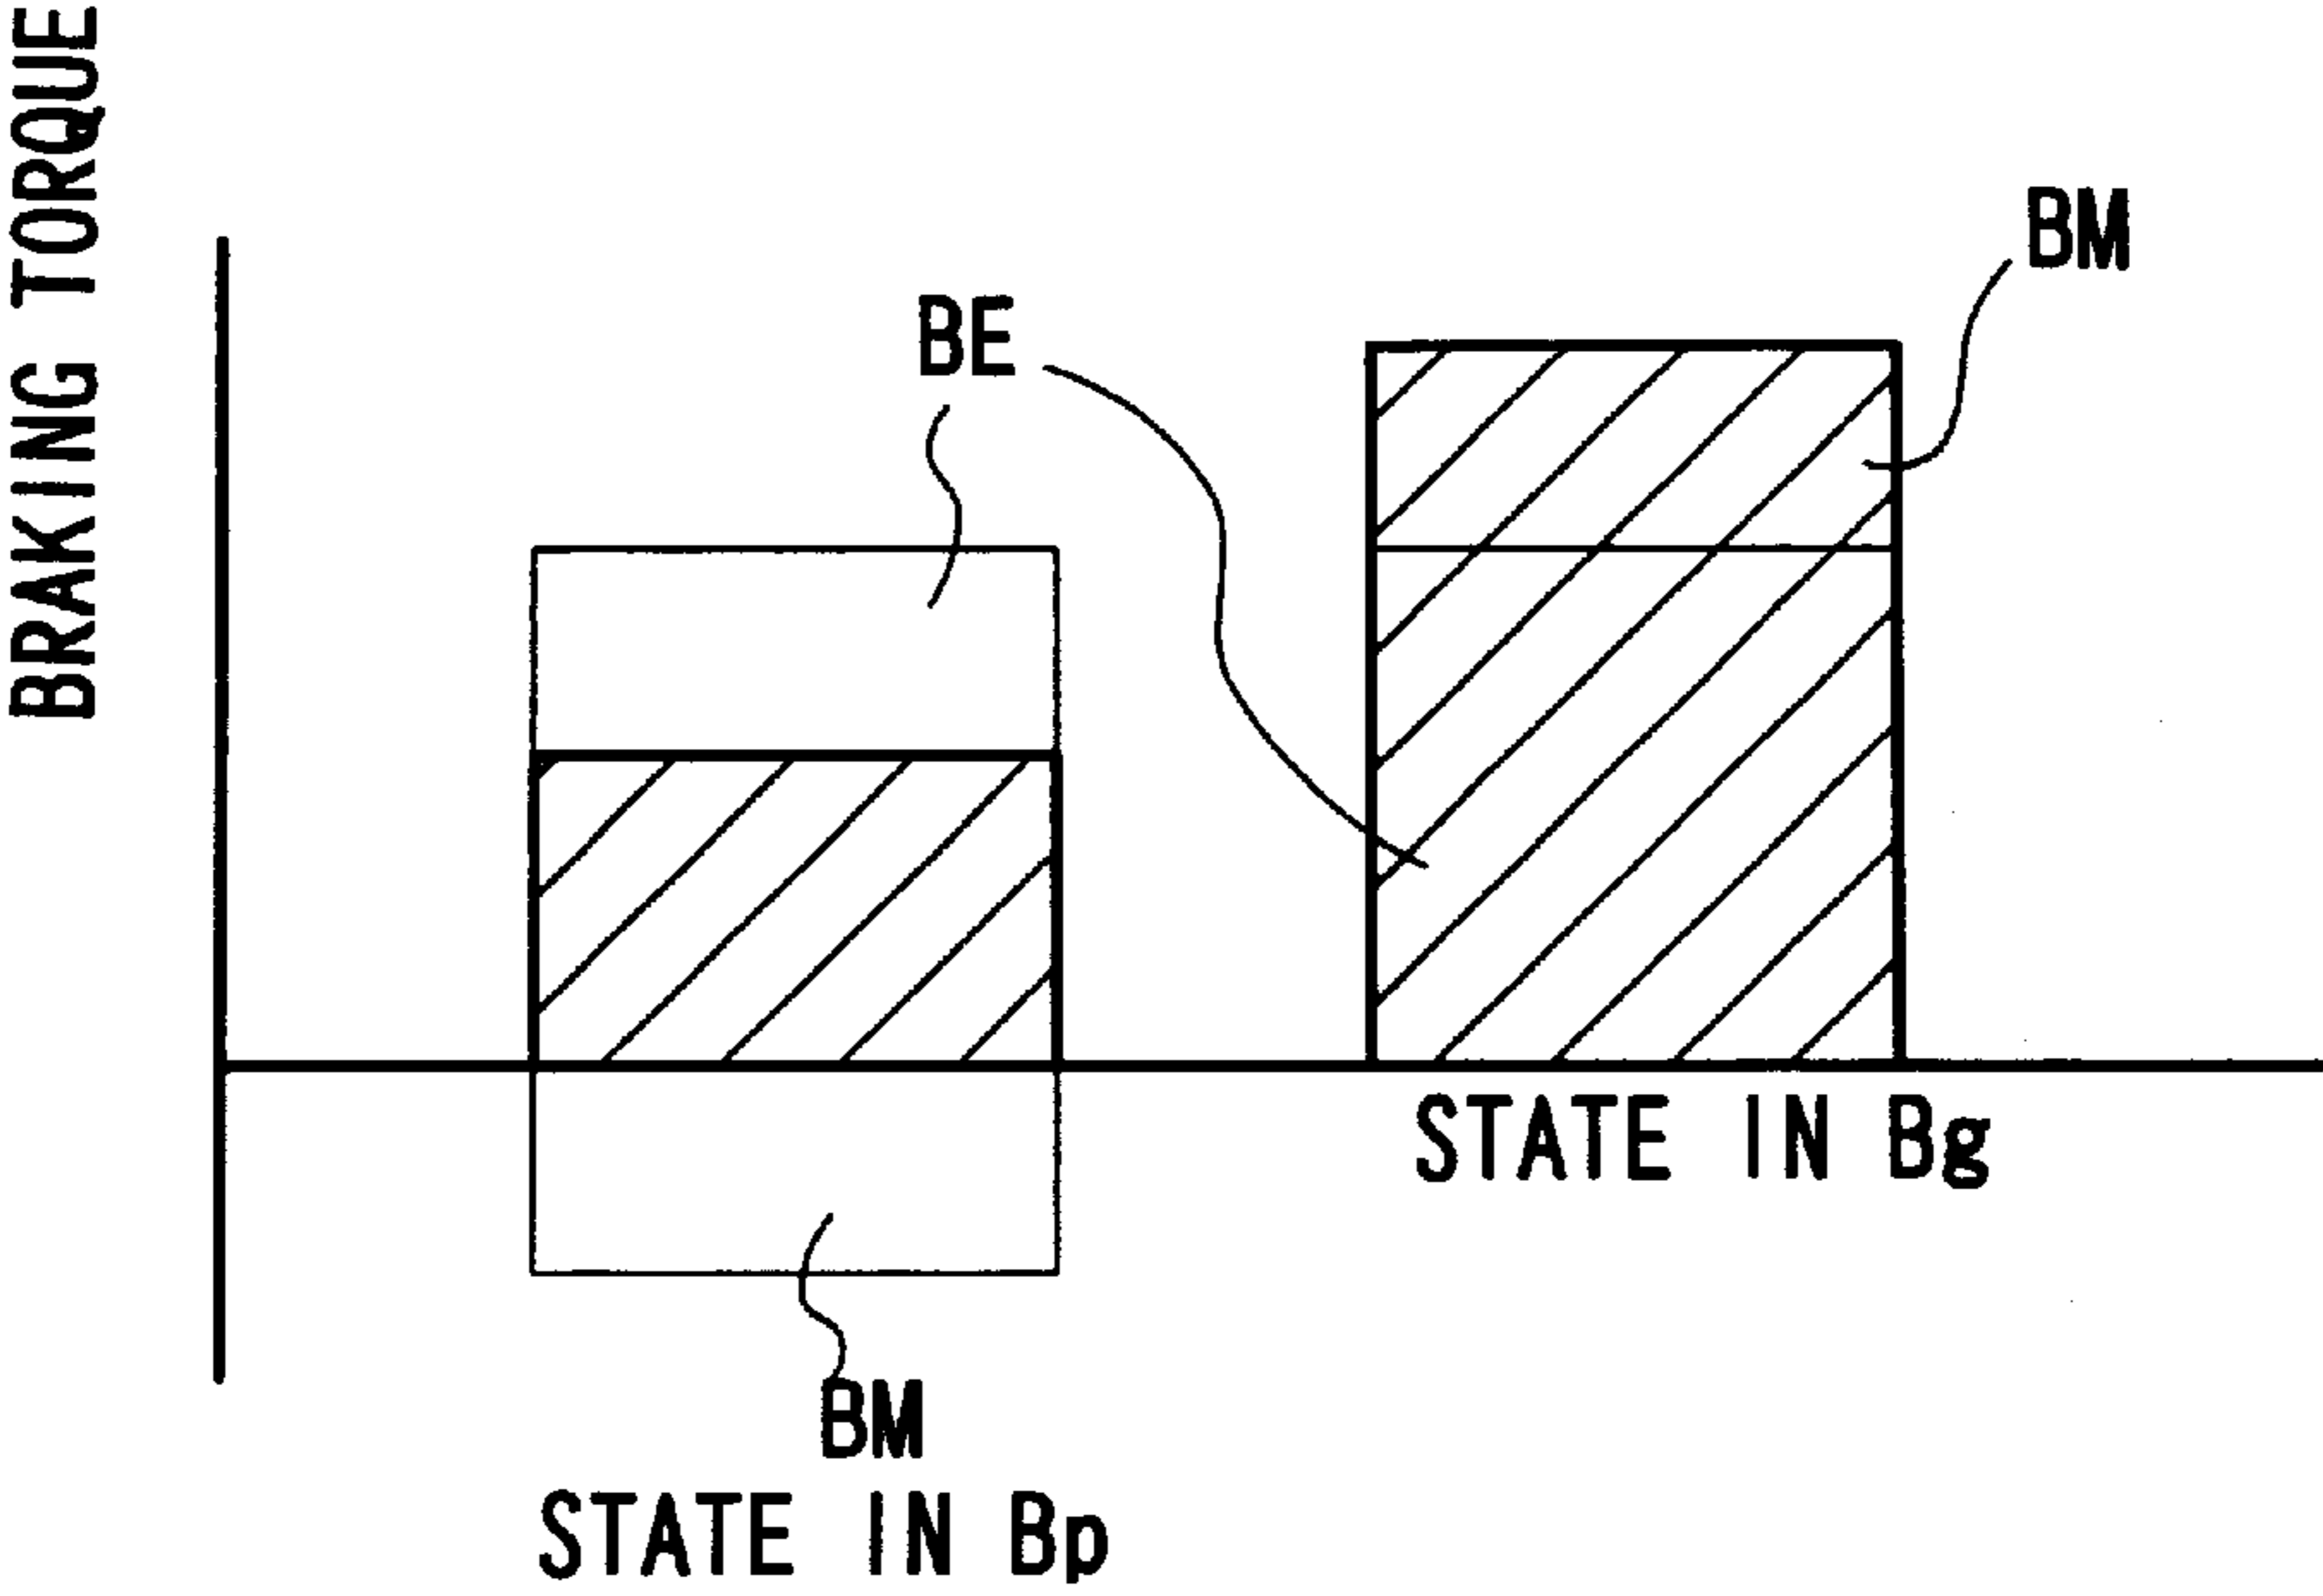 BRAKING TORQUE
BM
BE
STATE IN Bg
BM
STATE IN Bp